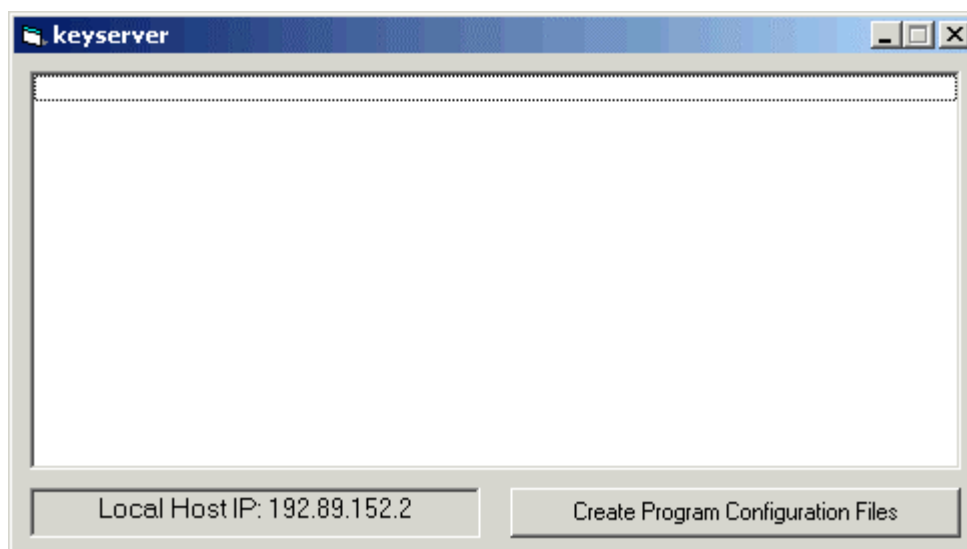 keyserver
Local Host IP: 192.89.152.2
Create Program Configuration Files